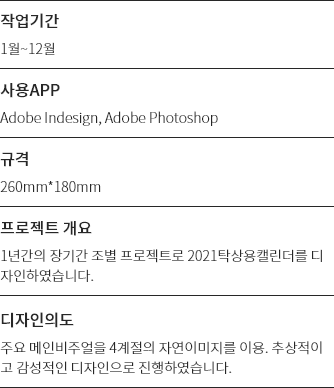 작업기간
1월~12월
사용APP
Adobe Indesign, Adobe Photoshop
규격
260mm*180mm
프로젝트 개요
1년간의 장기간 조별 프로젝트로 2021탁상용캘린더를 디
자인하였습니다.
디자인의도
주요 메인비주얼을 4계절의 자연이미지를 이용. 추상적이
고 감성적인 디자인으로 진행하였습니다.